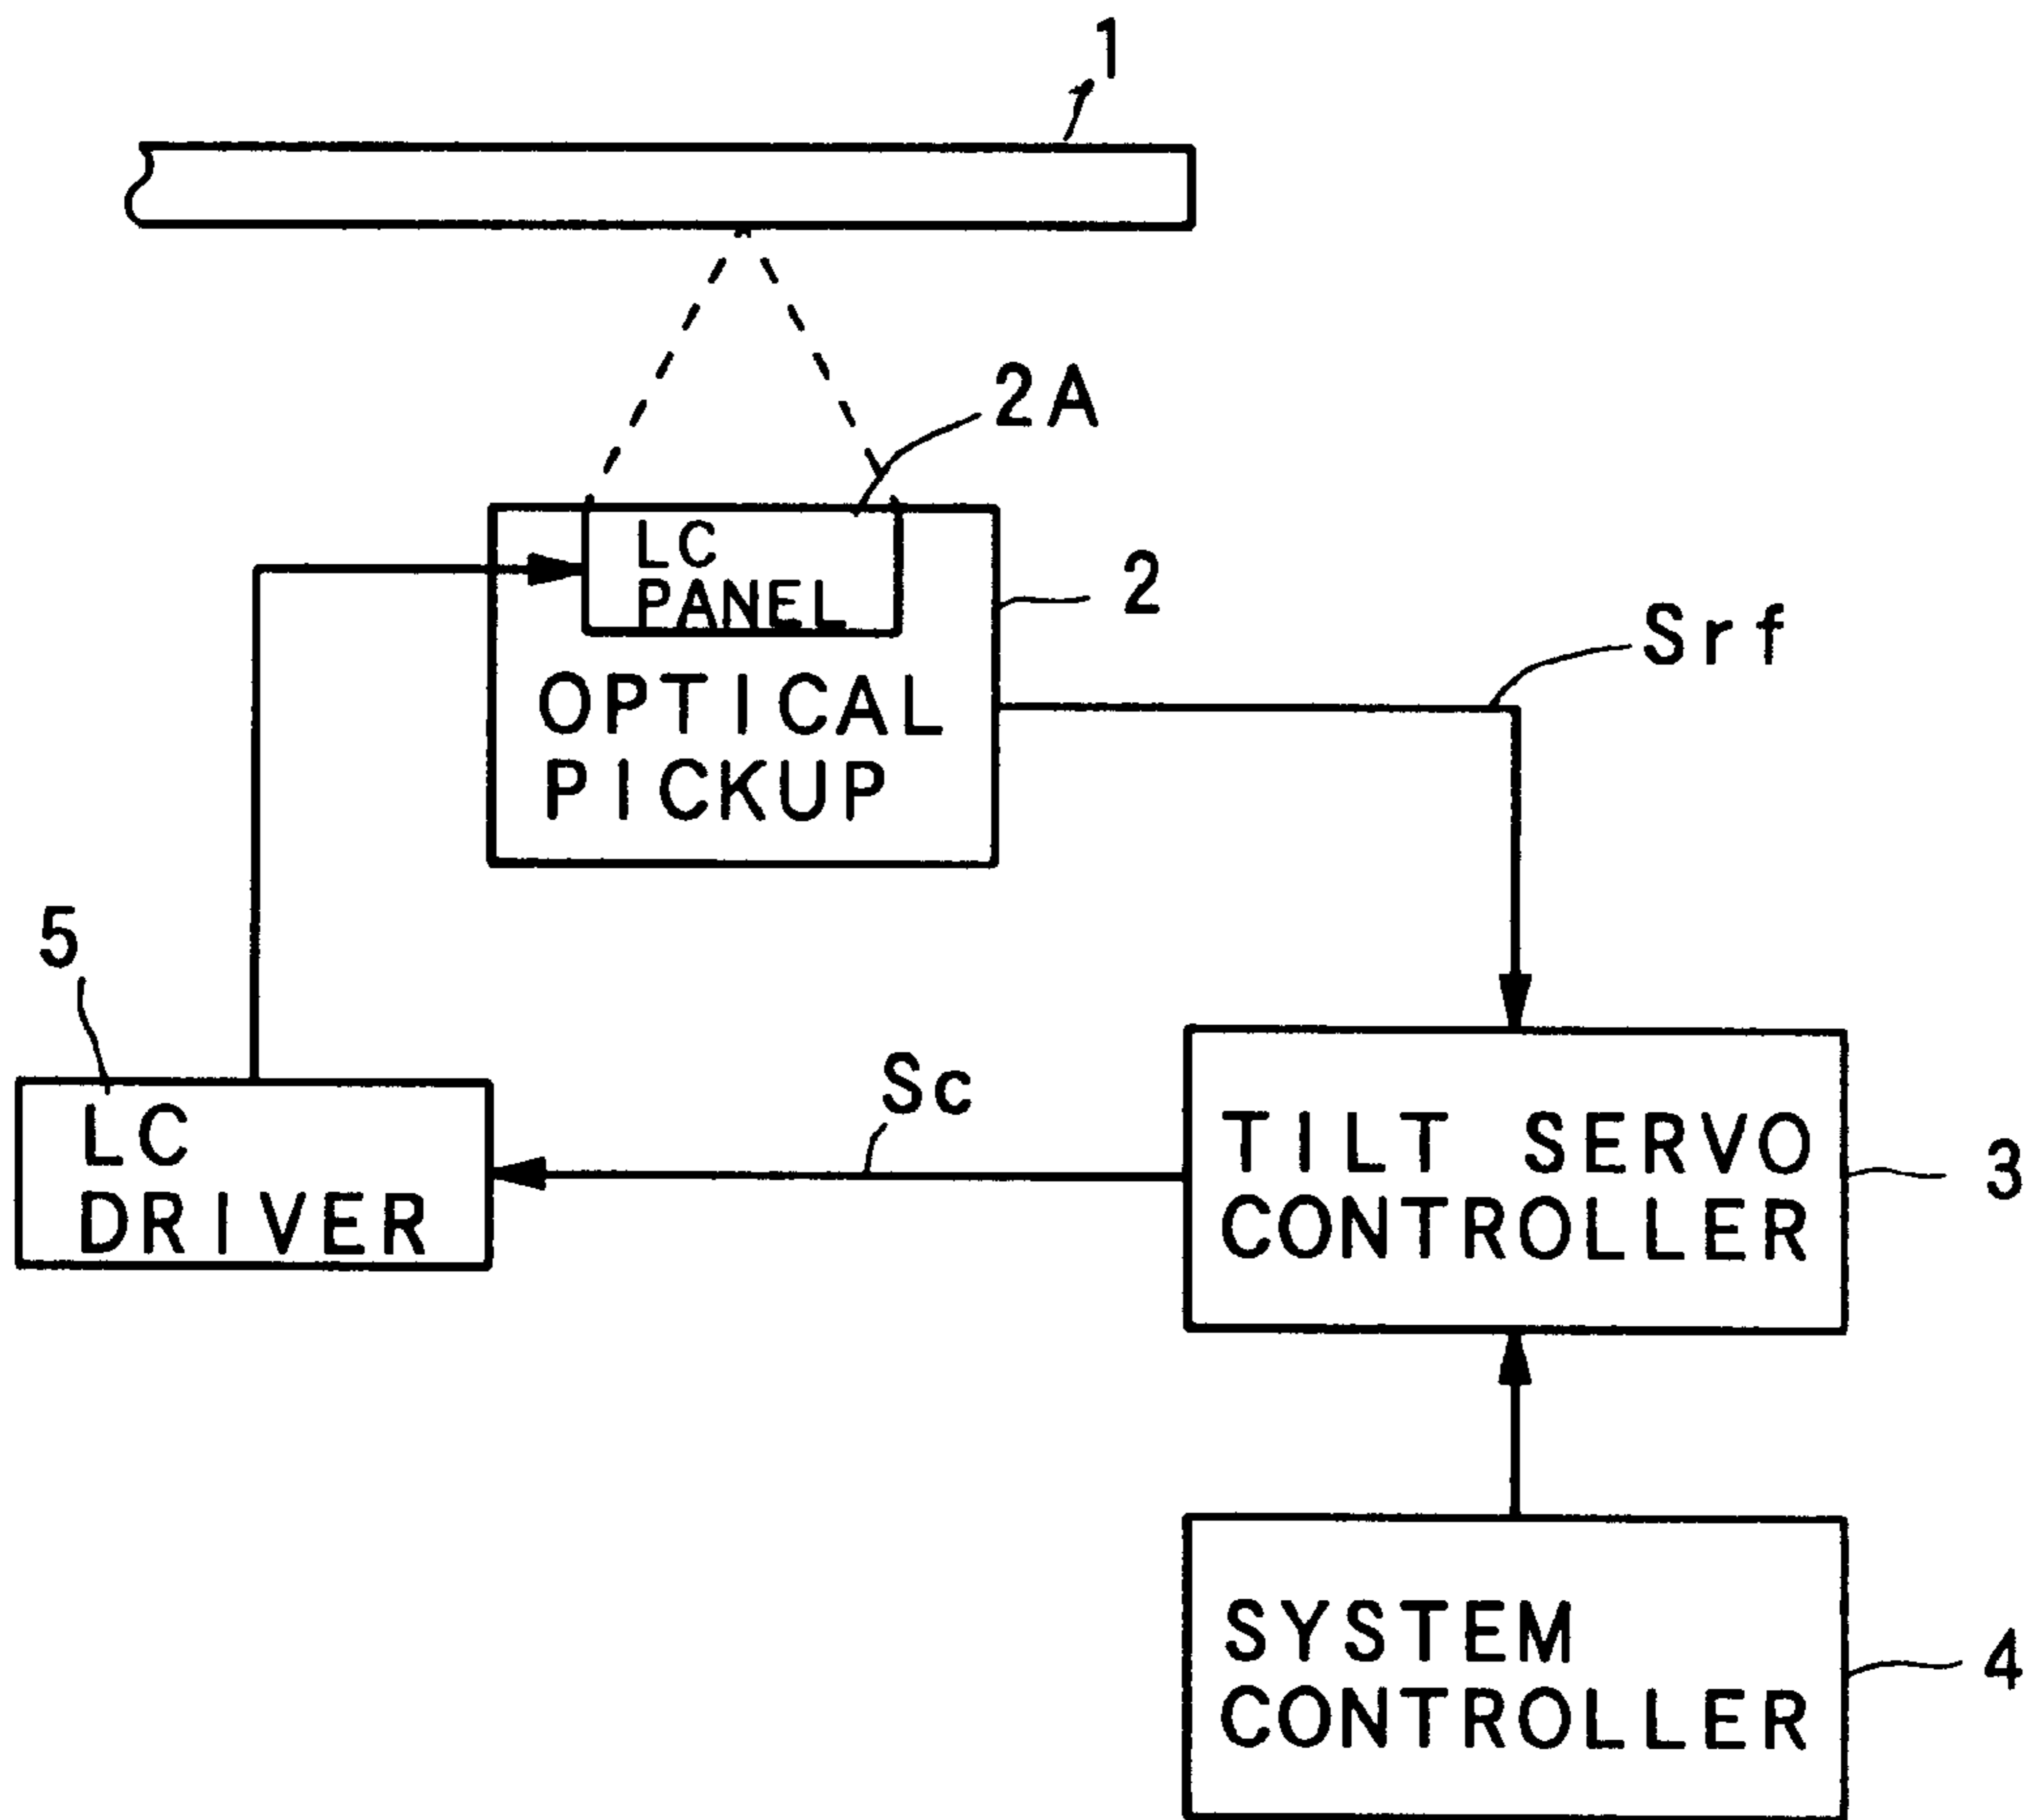 1
2A
LC
PANEL
2
Srf
OPTICAL
PICKUP
5
Sc
LC
DRIVER
TILT SERVO
CONTROLLER
3
SYSTEM
CONTROLLER
4